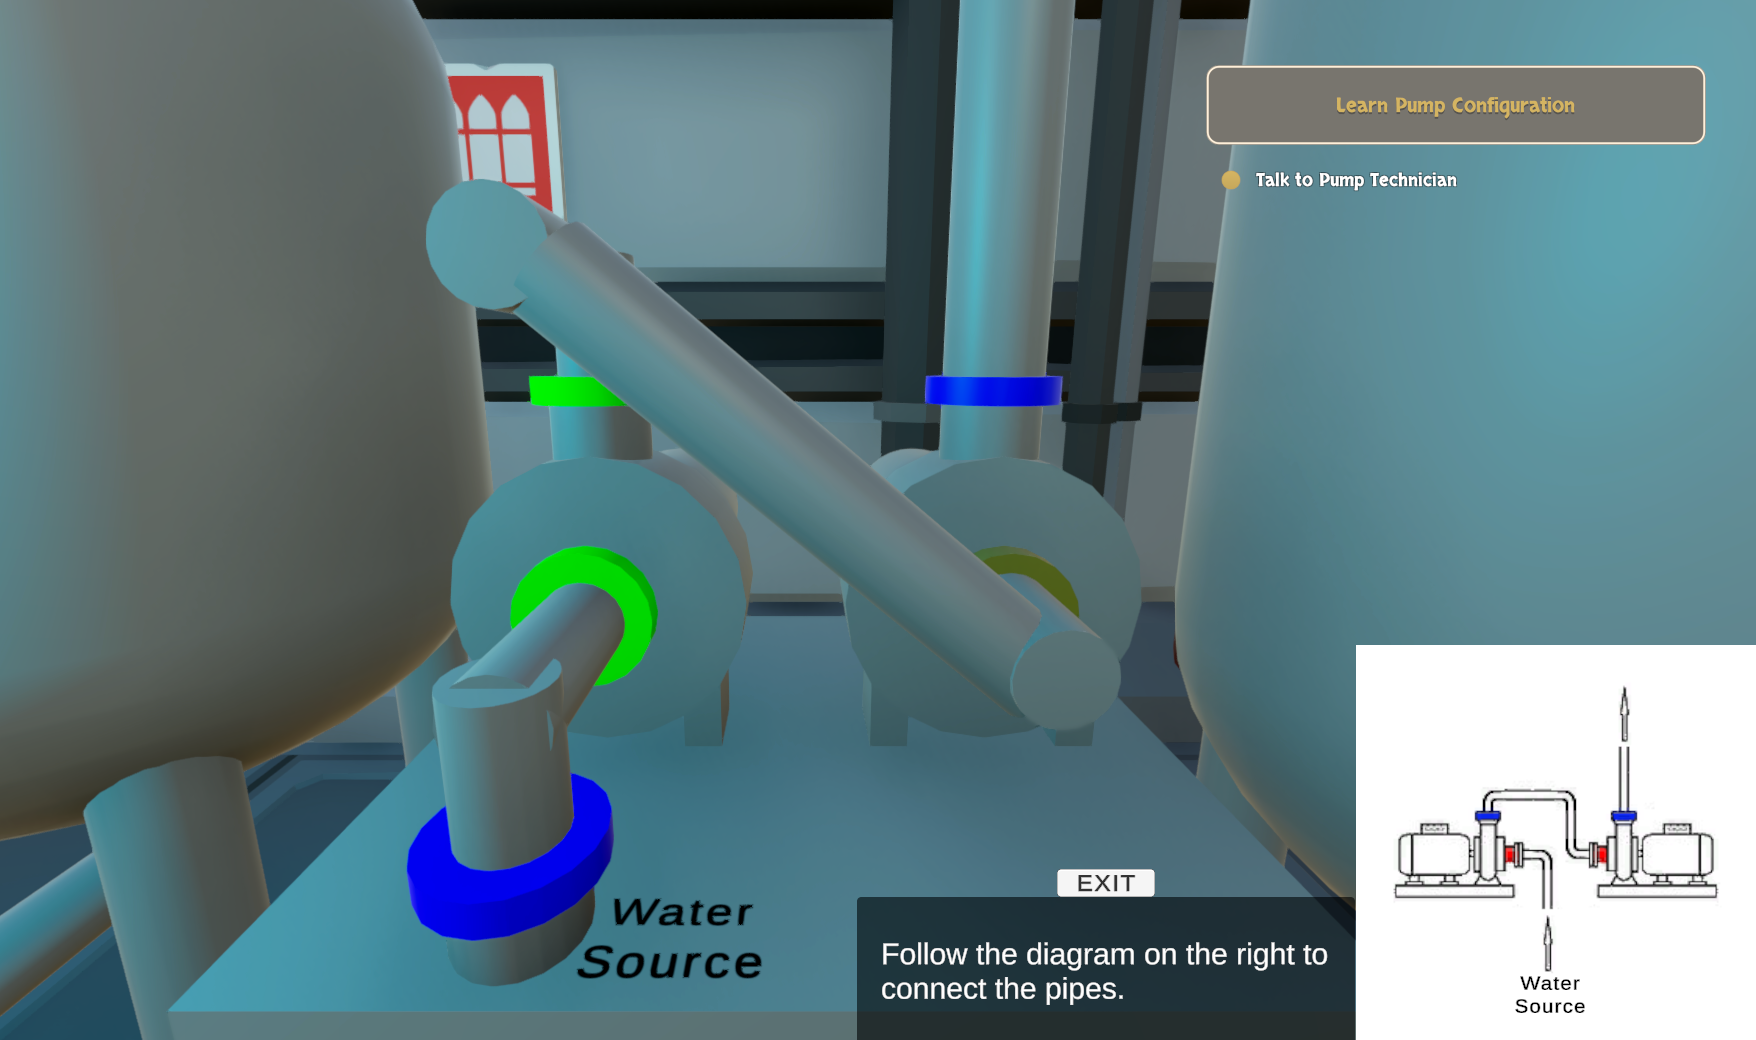 Learn Pump Configuration
Talk to Pump Technician
Water
Source
EXIT
Follow the diagram on the right to
connect the pipes.
Water
Source